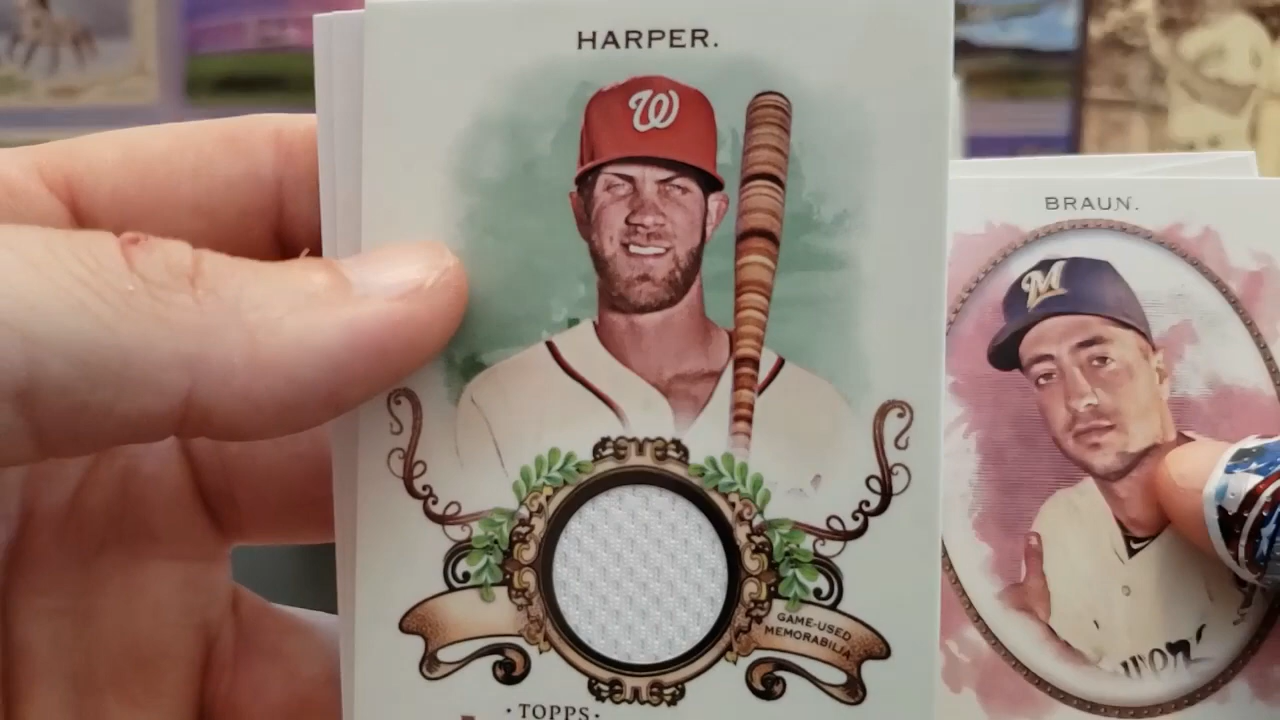 HARPER.
W
GAME-USED
MEMORABILIA
· TOPPS ·
BRAUN.
M